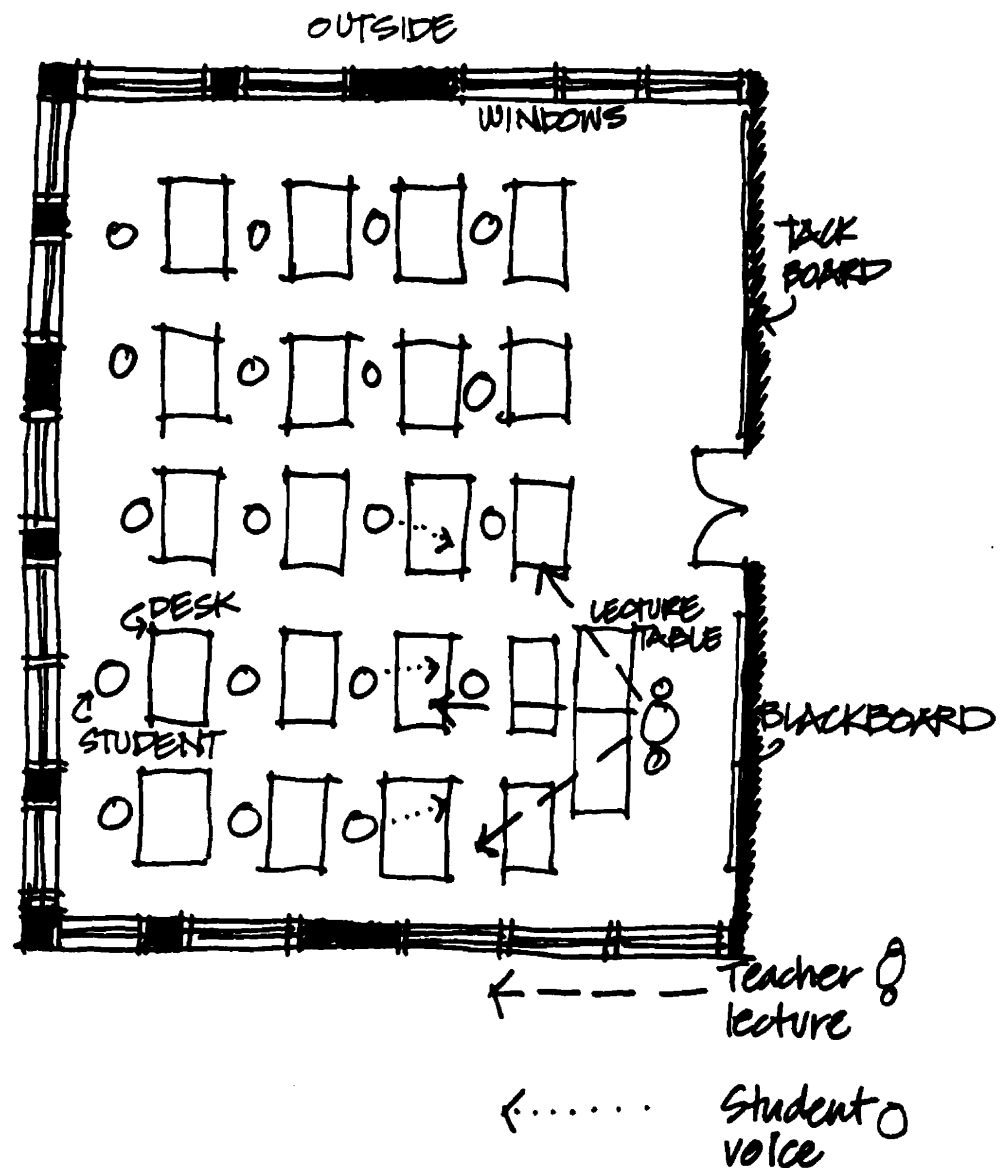 OUTSIDE
WINDOWS
TACK
BOARD
DESK
LECTURE
TABLE
STUDENT
BLACKBOARD
Teacher
lecture
Student
voice